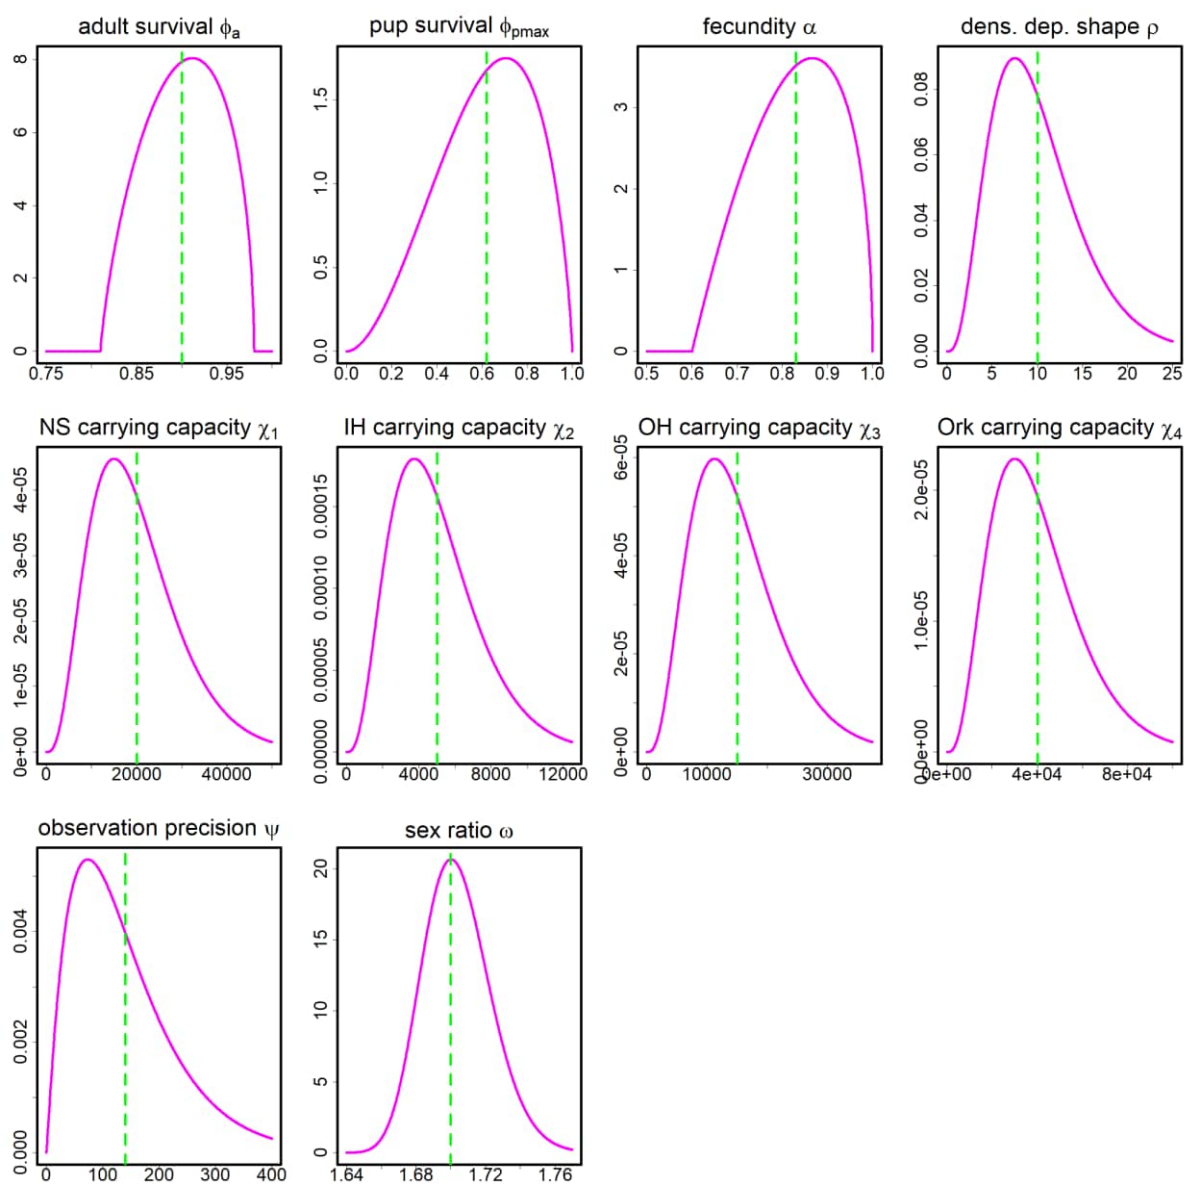 adult survival ϕa
pup survival ϕpmax
fecundity α
dens. dep. shape ρ
0 2 4 6 8
0.75 0.85 0.95
0.0 0.5 1.0 1.5
0.0 0.2 0.4 0.6 0.8 1.0
0 1 2 3
0.5 0.6 0.7 0.8 0.9 1.0
0.00 0.02 0.04 0.06 0.08
0 5 10 15 20 25
NS carrying capacity χ1
IH carrying capacity χ2
OH carrying capacity χ3
Ork carrying capacity χ4
0e+00 1e-05 2e-05 3e-05 4e-05
0 20000 40000
0.00000 0.00005 0.00010 0.00015
0 4000 8000 12000
0e+00 2e-05 4e-05 6e-05
0 10000 30000
0.0e+00 1.0e-05 2.0e-05
0e+00 4e+04 8e+04
observation precision ψ
sex ratio ω
0.000 0.002 0.004
0 100 200 300 400
0 5 10 15 20
1.64 1.68 1.72 1.76